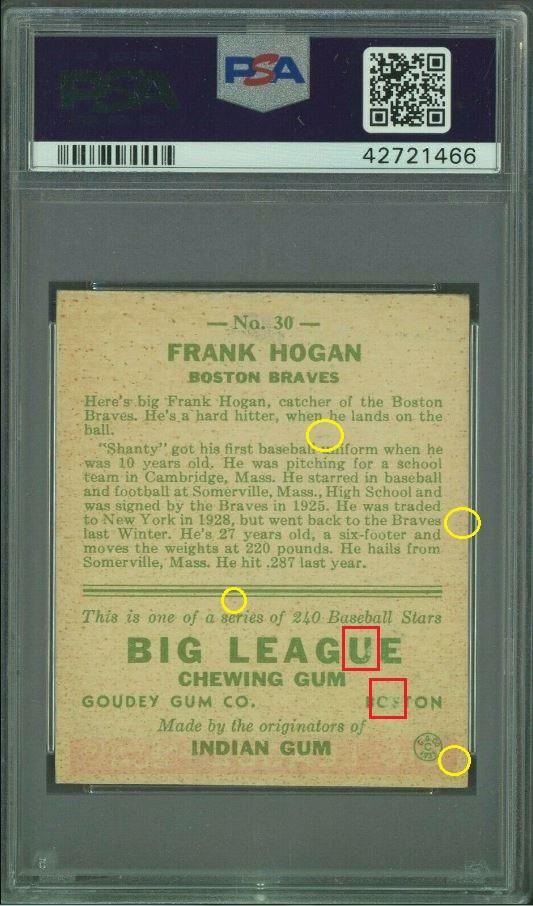 PSA
PSA
42721466
— No. 30 —
FRANK HOGAN
BOSTON BRAVES
Here's big Frank Hogan, catcher of the Boston
Braves. He's a hard hitter, when he lands on the
ball.
"Shanty" got his first baseball uniform when he
was 10 years old. He was pitching for a school
team in Cambridge, Mass. He starred in baseball
and football at Somerville, Mass., High School and
was signed by the Braves in 1925. He was traded
to New York in 1928, but went back to the Braves
last Winter. He's 27 years old, a six-footer and
moves the weights at 220 pounds. He hails from
Somerville, Mass. He hit .287 last year.
This is one of a series of 240 Baseball Stars
BIG LEAGUE
CHEWING GUM
GOUDEY GUM CO. BOSTON
Made by the originators of
INDIAN GUM